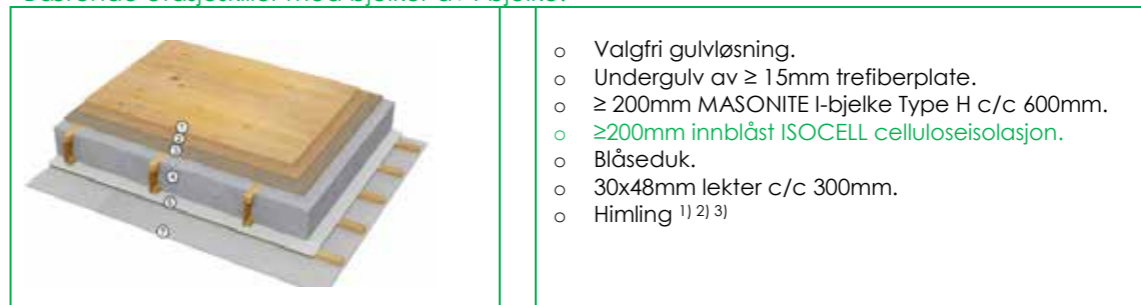 Valgfri gulvløsning.
Undergulv av ≥ 15mm trefiberplate.
≥ 200mm MASONITE I-bjelke Type H c/c 600mm.
≥200mm innblåst ISOCELL celluloseisolasjon.
Blåseduk.
30x48mm lekter c/c 300mm.
Himling 1) 2) 3)